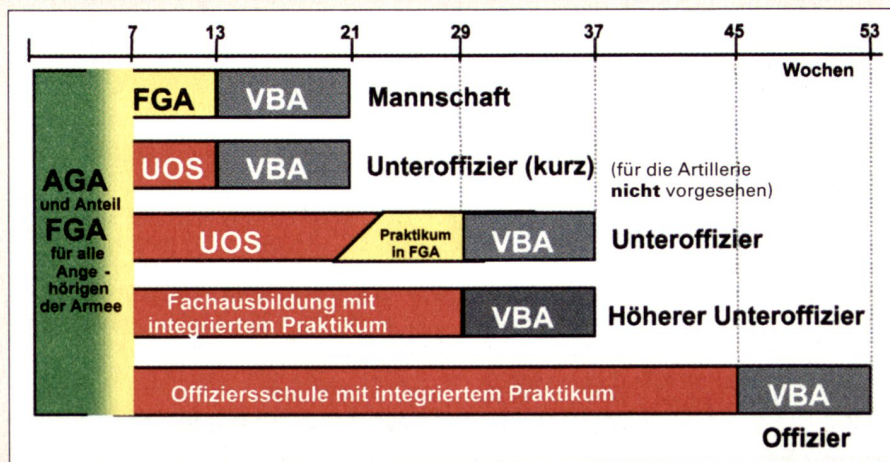 7 13 21 29 37 45 53
Wochen
FGA VBA Mannschaft
UOS VBA Unteroffizier (kurz) (für die Artillerie
nicht vorgesehen)
AGA
und Anteil
FGA
für alle
Ange -
hörigen
der Armee
UOS Praktikum
in FGA VBA Unteroffizier
Fachausbildung mit
integriertem Praktikum VBA Höherer Unteroffizier
Offiziersschule mit integriertem Praktikum VBA
Offizier